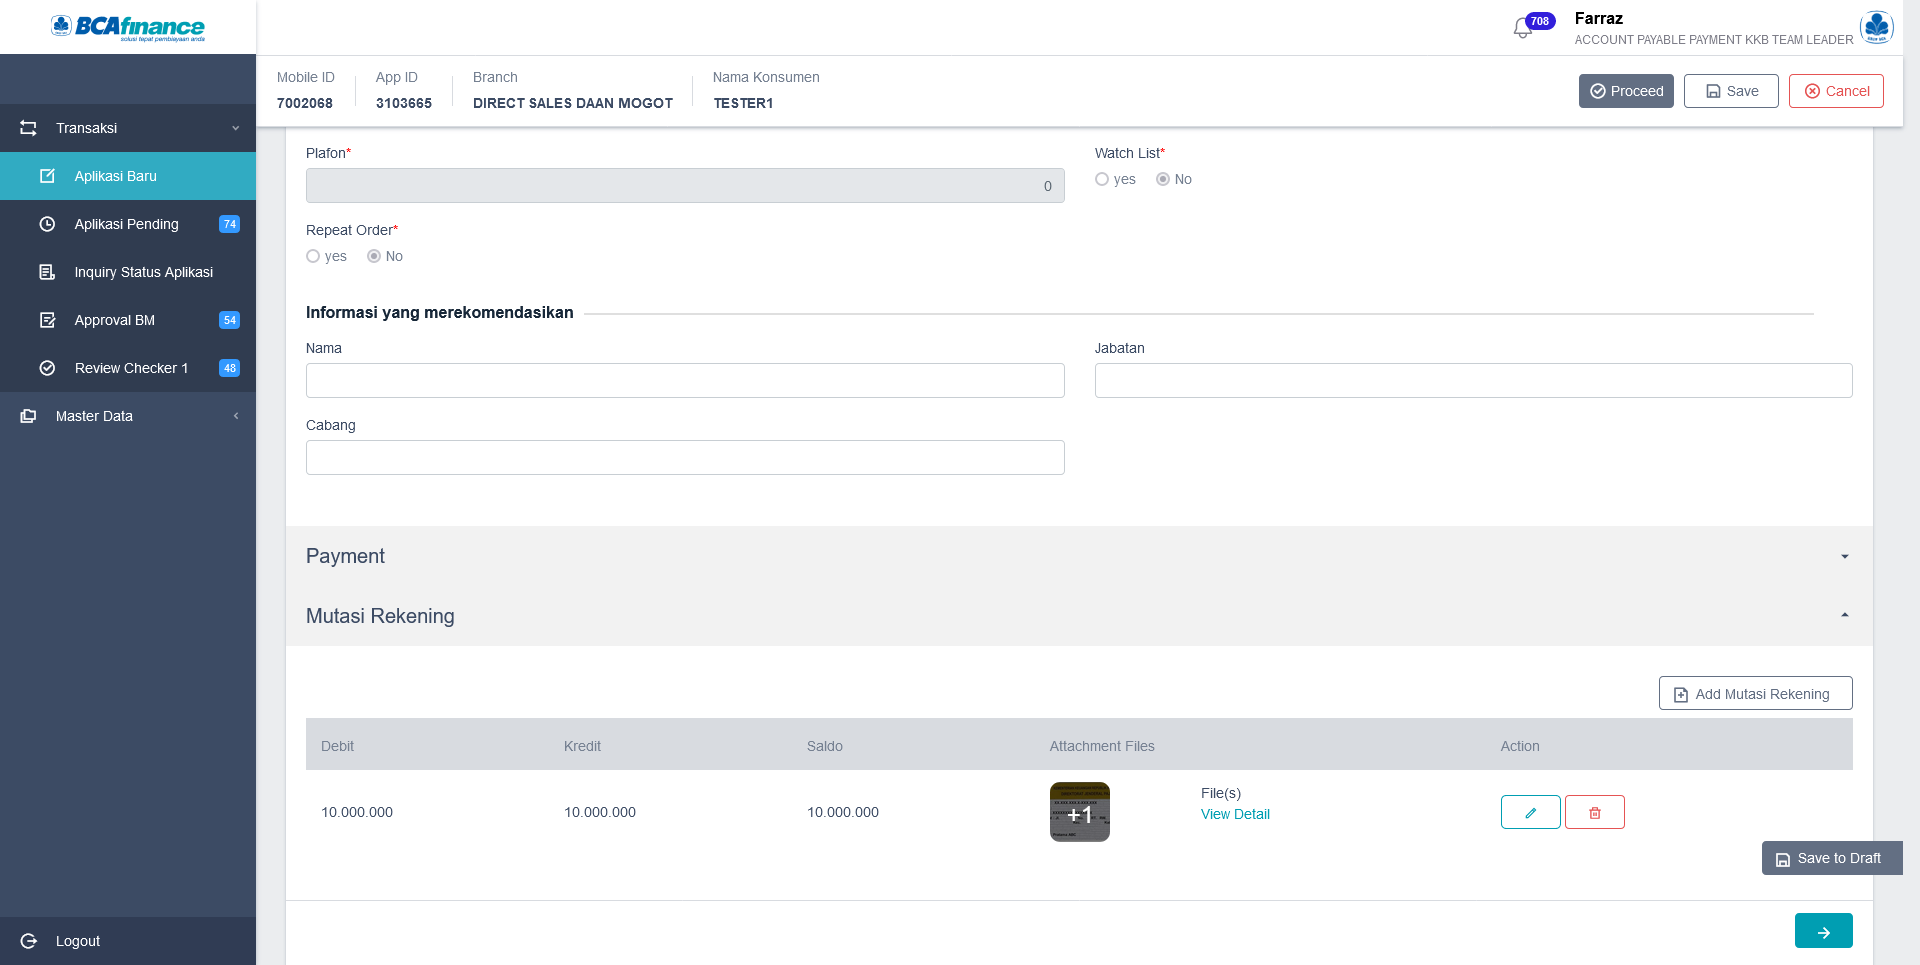 BCAfinance
solusi tepat pembiayaan anda
708
Farraz
ACCOUNT PAYABLE PAYMENT KKB TEAM LEADER
Mobile ID
7002068
App ID
3103665
Branch
DIRECT SALES DAAN MOGOT
Nama Konsumen
TESTER1
Proceed
Save
Cancel
Transaksi
Aplikasi Baru
Aplikasi Pending 74
Inquiry Status Aplikasi
Approval BM 54
Review Checker 1 48
Master Data
Logout
Plafon*
0
Watch List*
yes No
Repeat Order*
yes No
Informasi yang merekomendasikan
Nama
Jabatan
Cabang
Payment
Mutasi Rekening
Add Mutasi Rekening
Debit Kredit Saldo Attachment Files Action
10.000.000 10.000.000 10.000.000 +1 File(s)
View Detail
Save to Draft